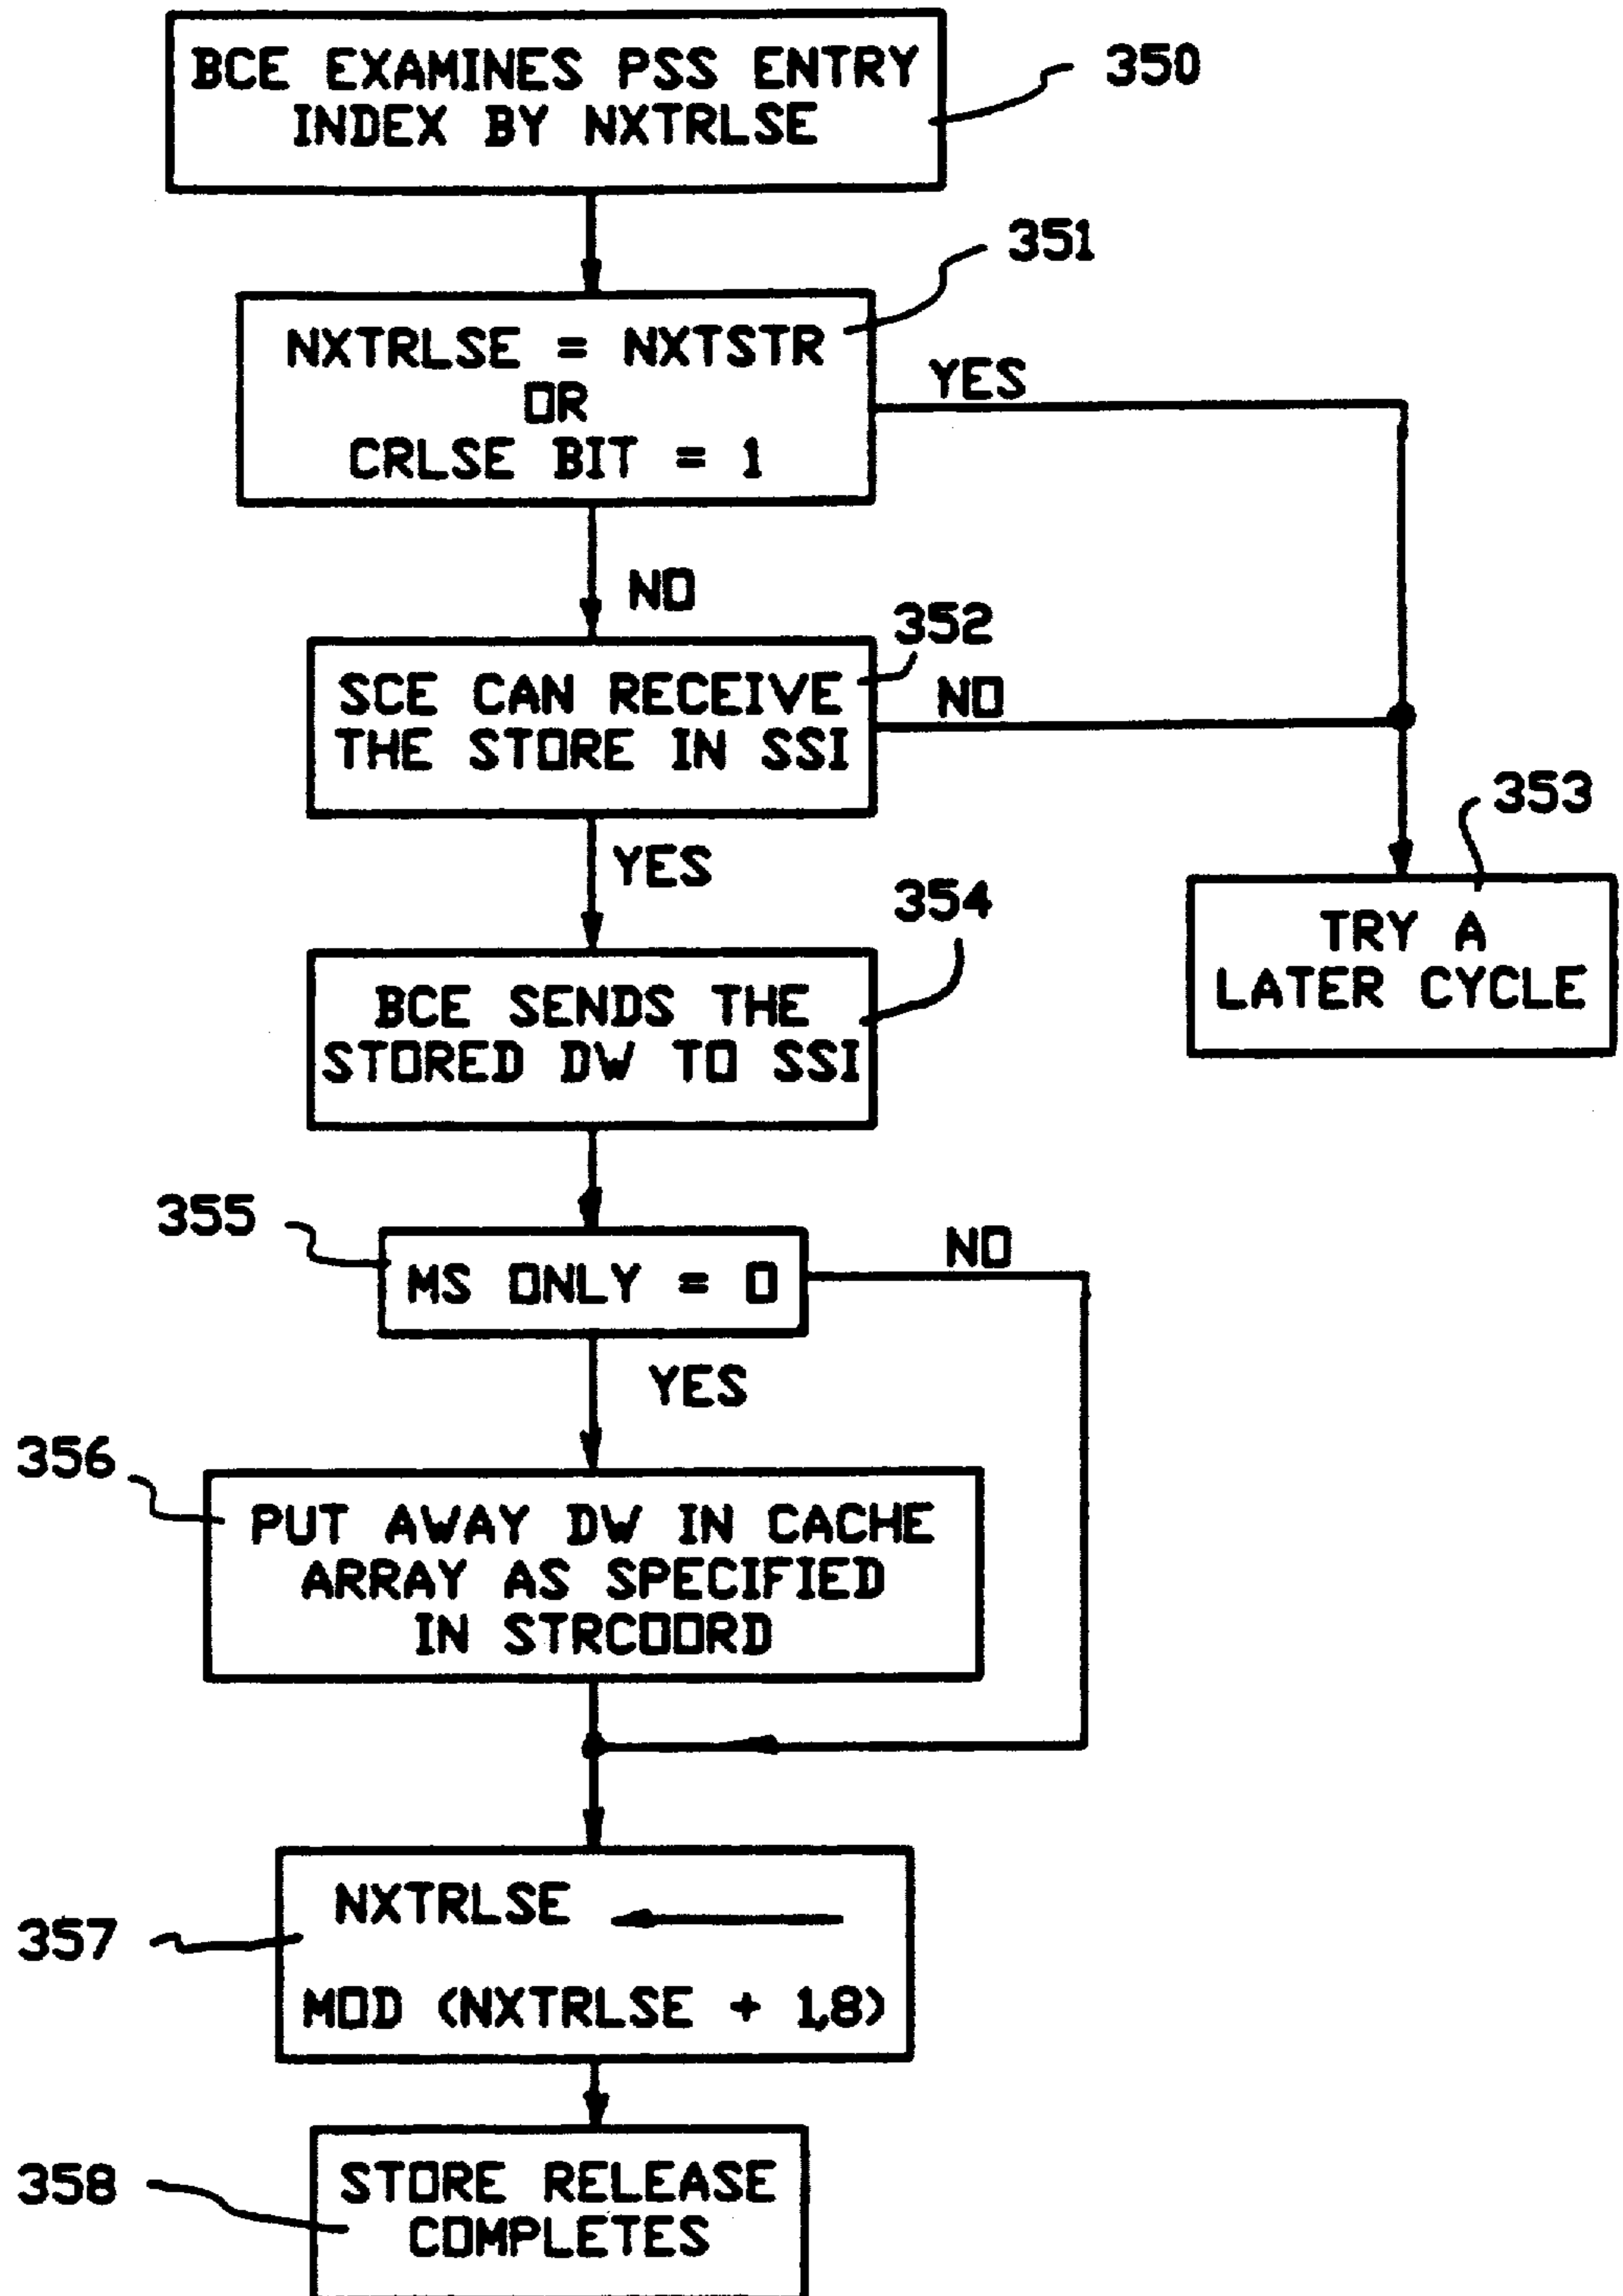 BCE EXAMINES PSS ENTRY
INDEX BY NXTRLSE
350
351
NXTRLSE = NXTSTR
OR
CRLSE BIT = 1
YES
NO
352
SCE CAN RECEIVE
THE STORE IN SSI
NO
353
YES
TRY A
LATER CYCLE
354
BCE SENDS THE
STORED DW TO SSI
355
MS ONLY = 0
NO
YES
356
PUT AWAY DW IN CACHE
ARRAY AS SPECIFIED
IN STRCOORD
357
NXTRLSE
MOD (NXTRLSE + 1,8)
358
STORE RELEASE
COMPLETES